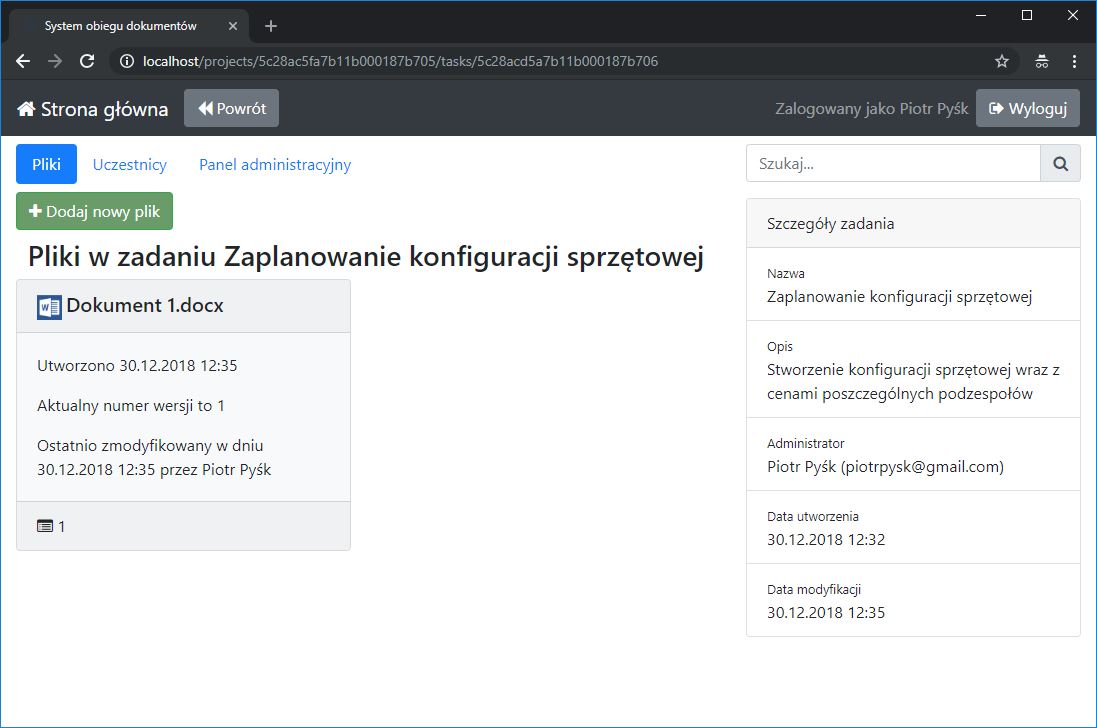 System obiegu dokumentów
localhost/projects/5c28ac5fa7b11b000187b705/tasks/5c28acd5a7b11b000187b706
Strona główna
Powrót
Zalogowany jako Piotr Pyśk
Wyloguj
Pliki
Uczestnicy
Panel administracyjny
Szukaj...
Dodaj nowy plik
Pliki w zadaniu Zaplanowanie konfiguracji sprzętowej
Dokument 1.docx
Utworzono 30.12.2018 12:35
Aktualny numer wersji to 1
Ostatnio zmodyfikowany w dniu
30.12.2018 12:35 przez Piotr Pyśk
1
Szczegóły zadania
Nazwa
Zaplanowanie konfiguracji sprzętowej
Opis
Stworzenie konfiguracji sprzętowej wraz z
cenami poszczególnych podzespołów
Administrator
Piotr Pyśk (piotrpysk@gmail.com)
Data utworzenia
30.12.2018 12:32
Data modyfikacji
30.12.2018 12:35